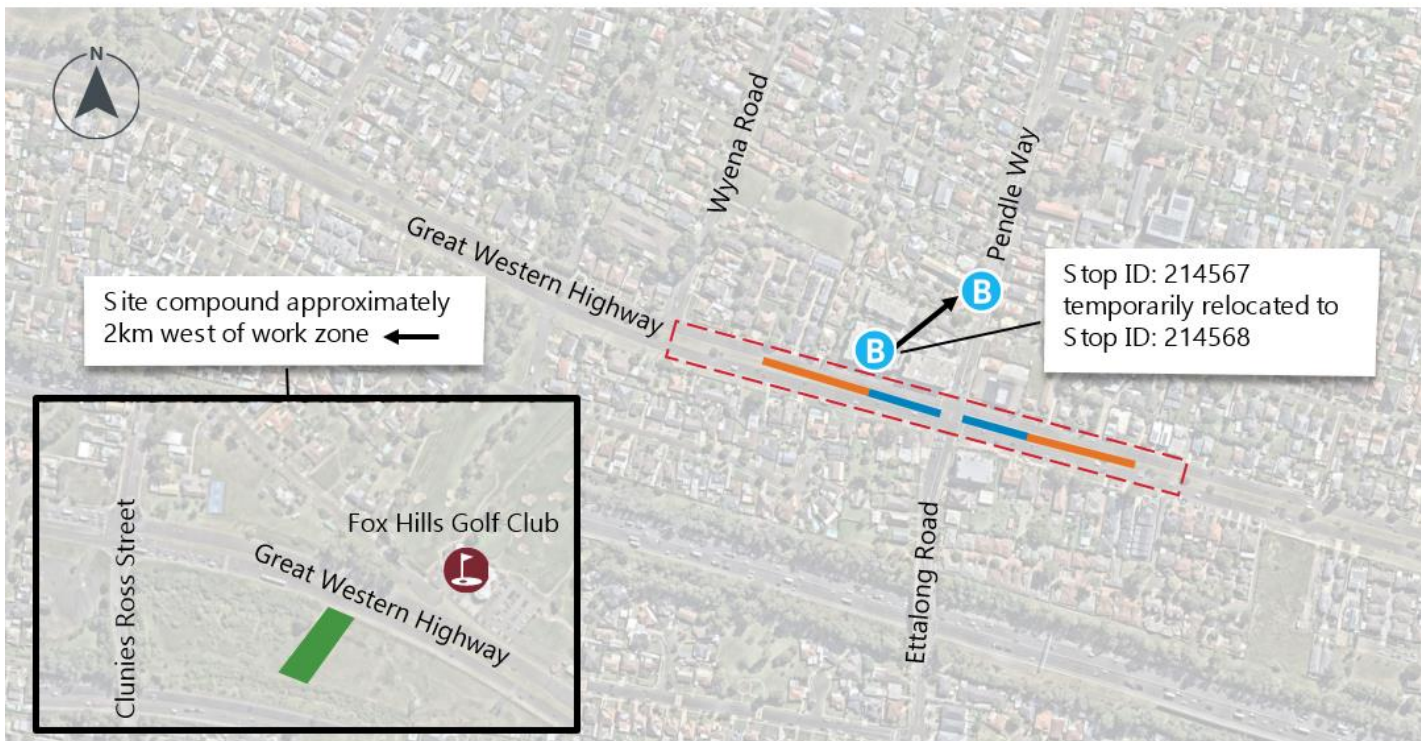 N
Wyena Road
Pendle Way
Great Western Highway
B
B
Stop ID: 214567
temporarily relocated to
Stop ID: 214568
Site compound approximately
2km west of work zone
Ettalong Road
Clunies Ross Street
Fox Hills Golf Club
Great Western Highway